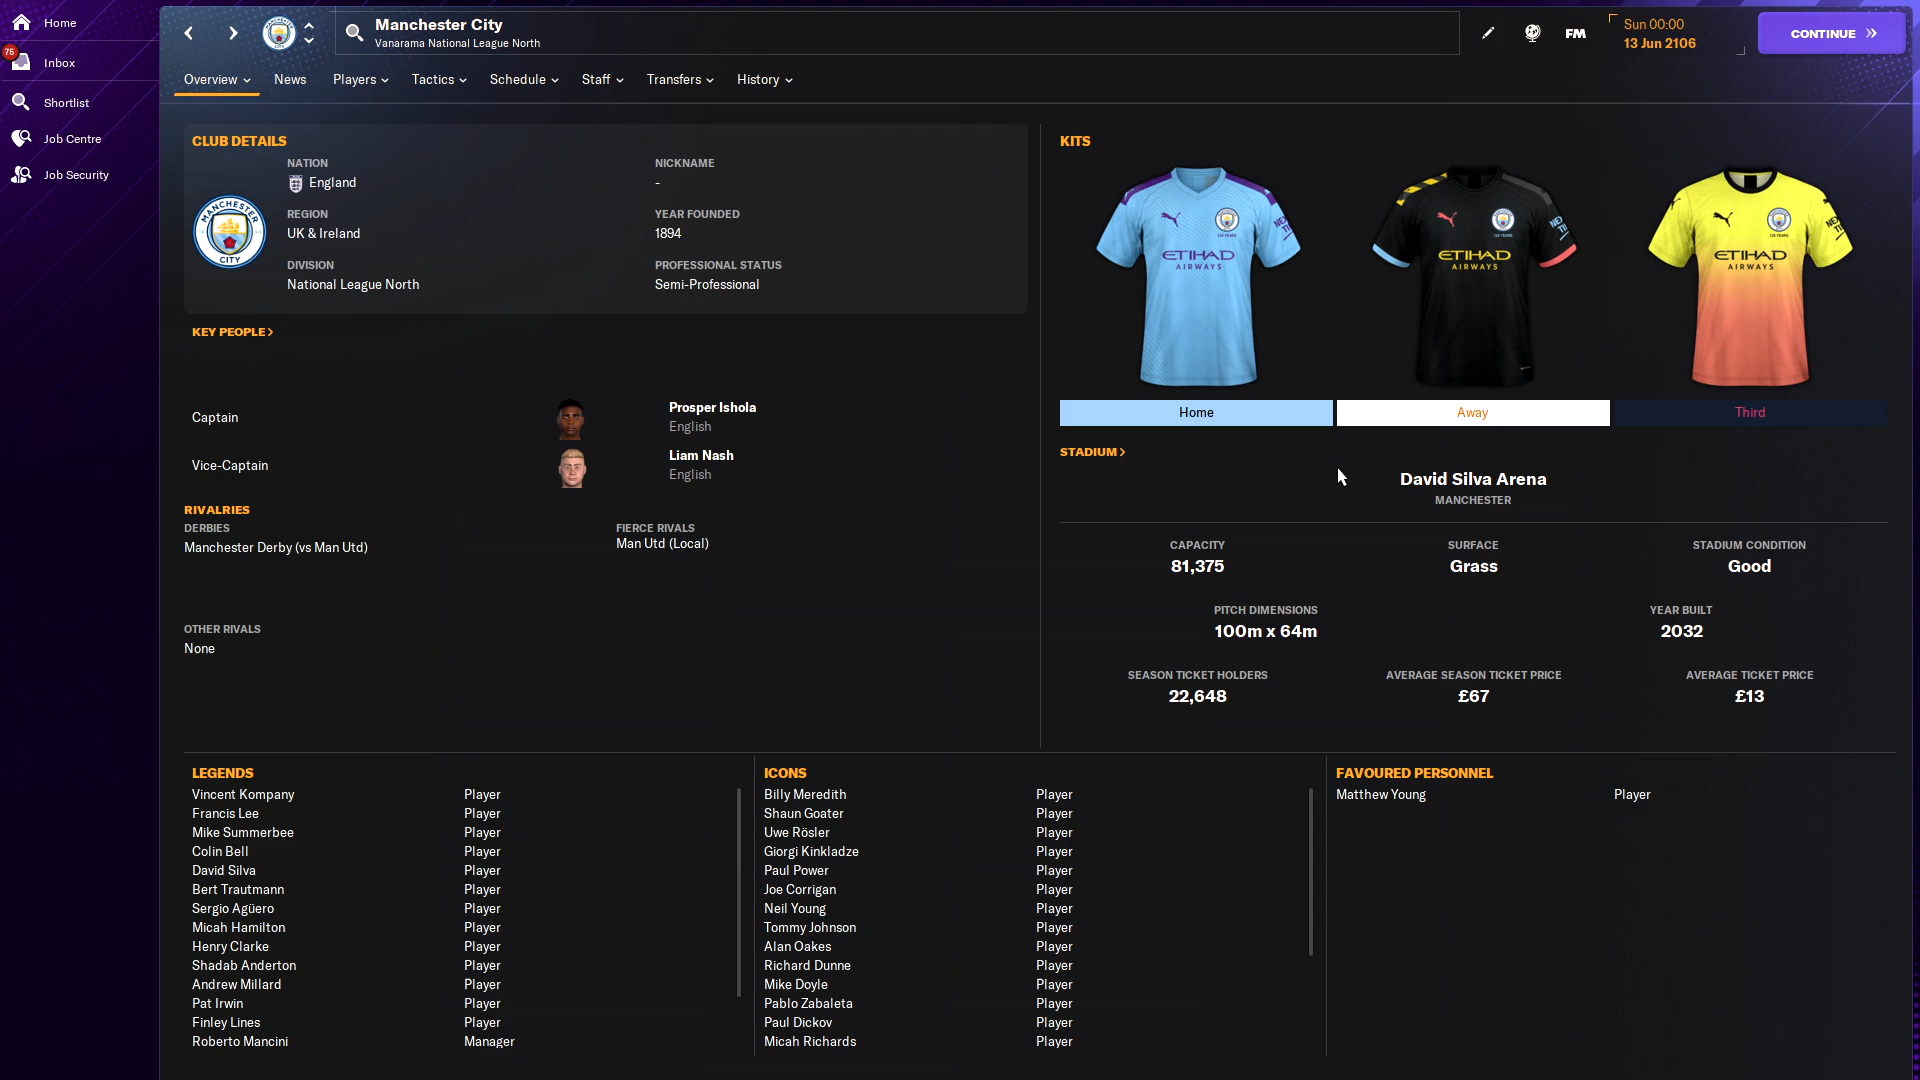 Home
75
Inbox
Shortlist
Job Centre
Job Security
Manchester City
Vanarama National League North
FM
Sun 00:00
13 Jun 2106
CONTINUE
Overview News Players Tactics Schedule Staff Transfers History
CLUB DETAILS
MANCHESTER
CITY
NATION
England
NICKNAME
-
REGION
UK & Ireland
YEAR FOUNDED
1894
DIVISION
National League North
PROFESSIONAL STATUS
Semi-Professional
KEY PEOPLE
Captain
Prosper Ishola
English
Vice-Captain
Liam Nash
English
RIVALRIES
DERBIES
Manchester Derby (vs Man Utd)
FIERCE RIVALS
Man Utd (Local)
OTHER RIVALS
None
KITS
ETIHAD
AIRWAYS
ETIHAD
AIRWAYS
ETIHAD
AIRWAYS
Home
Away
Third
STADIUM
David Silva Arena
MANCHESTER
CAPACITY
81,375
SURFACE
Grass
STADIUM CONDITION
Good
PITCH DIMENSIONS
100m x 64m
YEAR BUILT
2032
SEASON TICKET HOLDERS
22,648
AVERAGE SEASON TICKET PRICE
£67
AVERAGE TICKET PRICE
£13
LEGENDS
Vincent Kompany Player
Francis Lee Player
Mike Summerbee Player
Colin Bell Player
David Silva Player
Bert Trautmann Player
Sergio Agüero Player
Micah Hamilton Player
Henry Clarke Player
Shadab Anderton Player
Andrew Millard Player
Pat Irwin Player
Finley Lines Player
Roberto Mancini Manager
ICONS
Billy Meredith Player
Shaun Goater Player
Uwe Rösler Player
Giorgi Kinkladze Player
Paul Power Player
Joe Corrigan Player
Neil Young Player
Tommy Johnson Player
Alan Oakes Player
Richard Dunne Player
Mike Doyle Player
Pablo Zabaleta Player
Paul Dickov Player
Micah Richards Player
FAVOURED PERSONNEL
Matthew Young Player